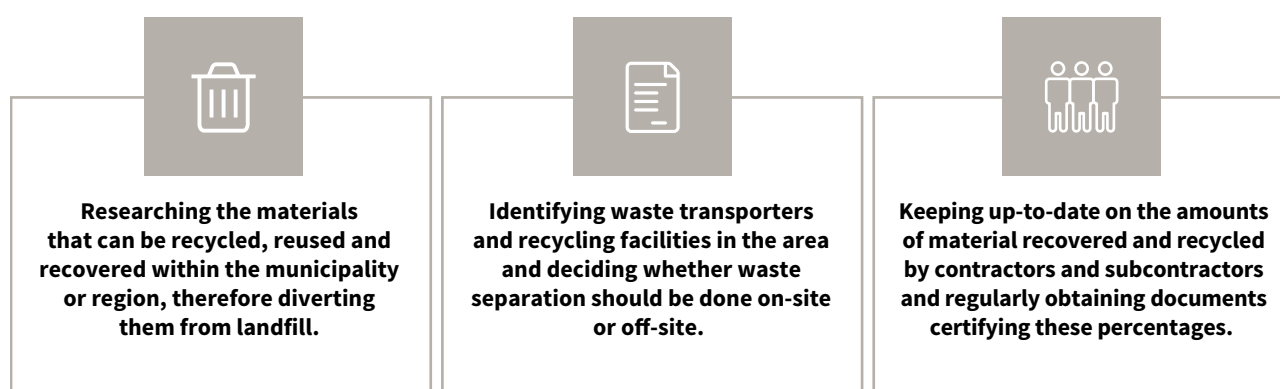 Researching the materials
that can be recycled, reused and
recovered within the municipality
or region, therefore diverting
them from landfill.
Identifying waste transporters
and recycling facilities in the area
and deciding whether waste
separation should be done on-site
or off-site.
Keeping up-to-date on the amounts
of material recovered and recycled
by contractors and subcontractors
and regularly obtaining documents
certifying these percentages.